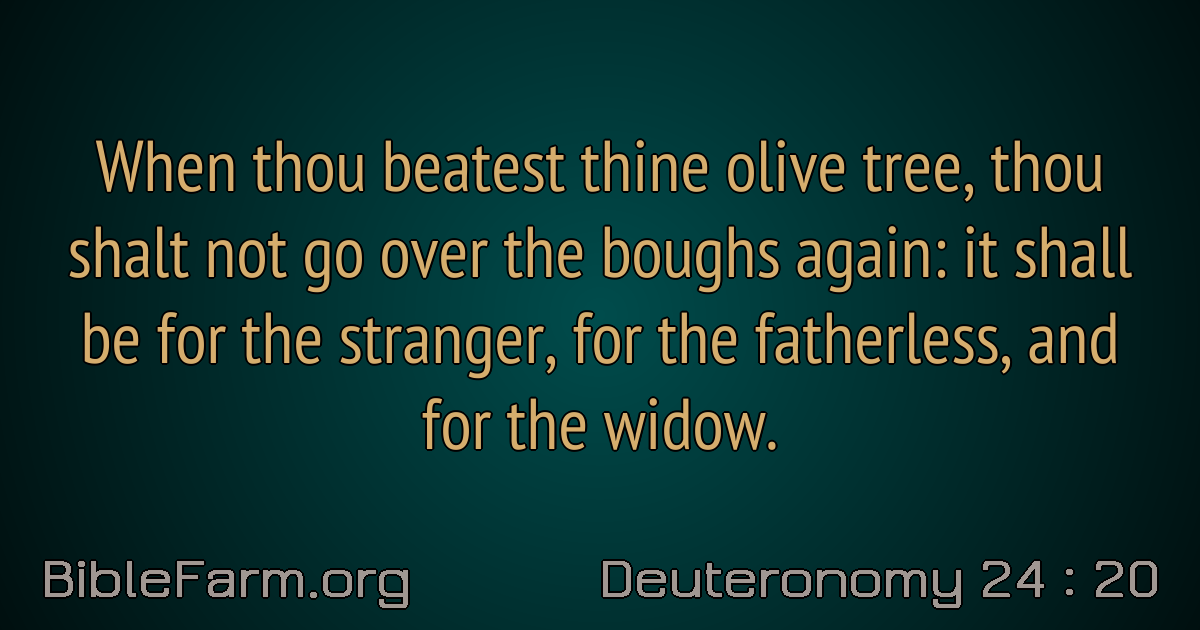 When thou beatest thine olive tree, thou
shalt not go over the boughs again: it shall
be for the stranger, for the fatherless, and
for the widow.
BibleFarm.org
Deuteronomy 24 : 20